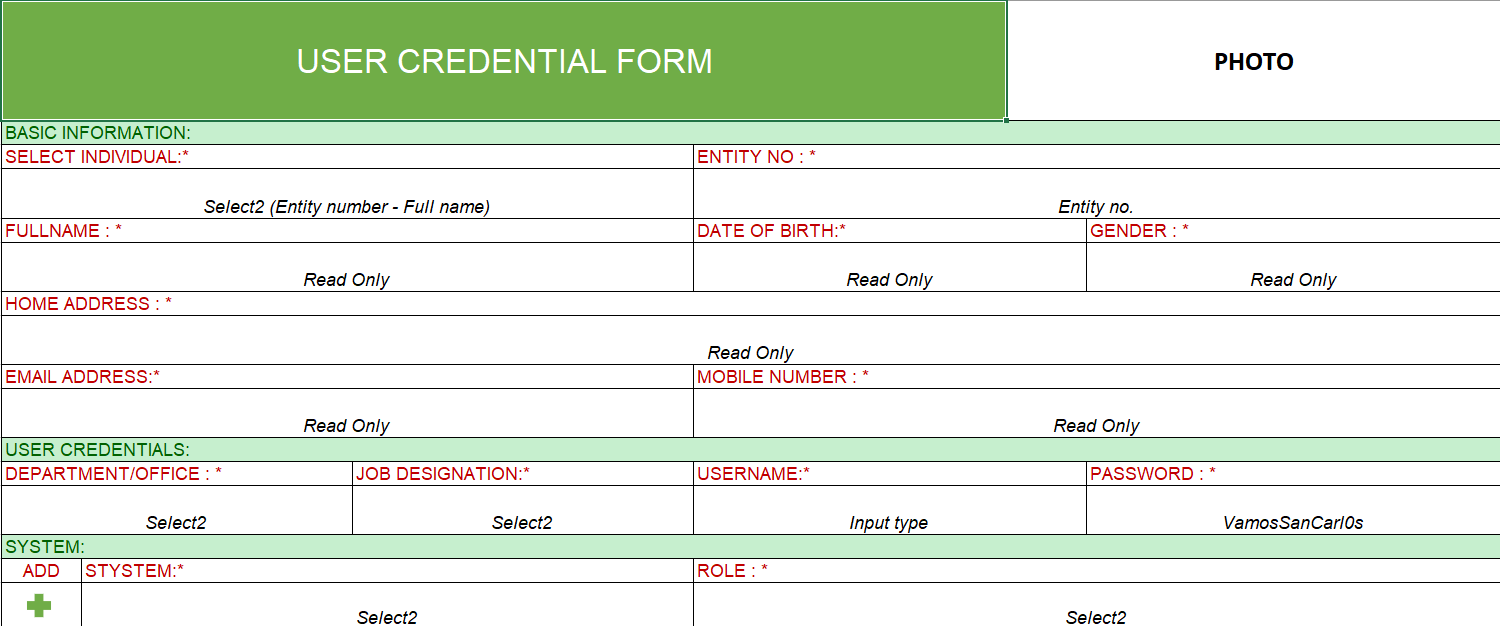 USER CREDENTIAL FORM
PHOTO
BASIC INFORMATION:
SELECT INDIVIDUAL:*
ENTITY NO : *
Select2 (Entity number - Full name)
Entity no.
FULLNAME : *
DATE OF BIRTH:*
GENDER : *
Read Only
Read Only
Read Only
HOME ADDRESS : *
Read Only
EMAIL ADDRESS:*
MOBILE NUMBER : *
Read Only
Read Only
USER CREDENTIALS:
DEPARTMENT/OFFICE : *
JOB DESIGNATION:*
USERNAME:*
PASSWORD : *
Select2
Select2
Input type
VamosSanCarl0s
SYSTEM:
ADD
STYSTEM:*
ROLE : *
Select2
Select2